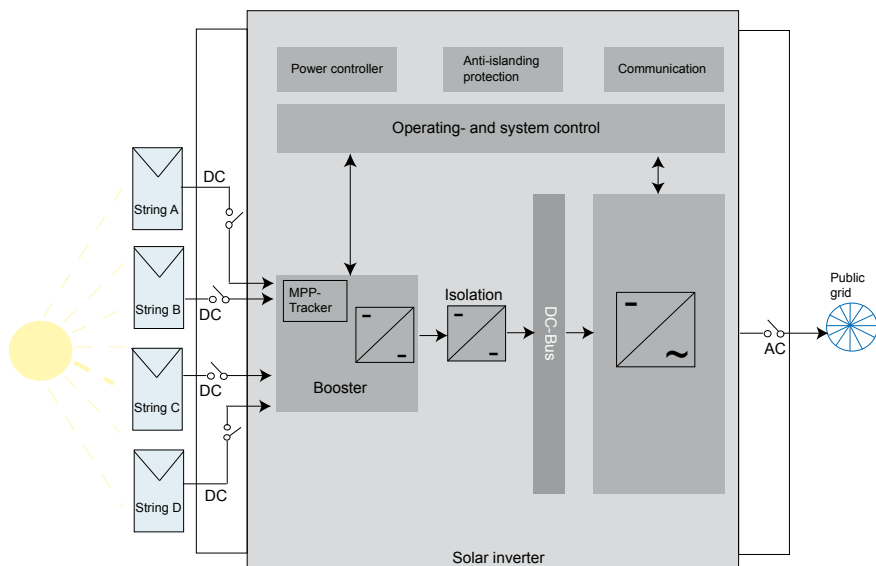 Power controller
Anti-islanding
protection
Communication
Operating- and system control
DC
String A
String B
DC
MPP-
Tracker
Isolation
DC-Bus
Public
grid
AC
DC
String C
Booster
String D
DC
Solar inverter